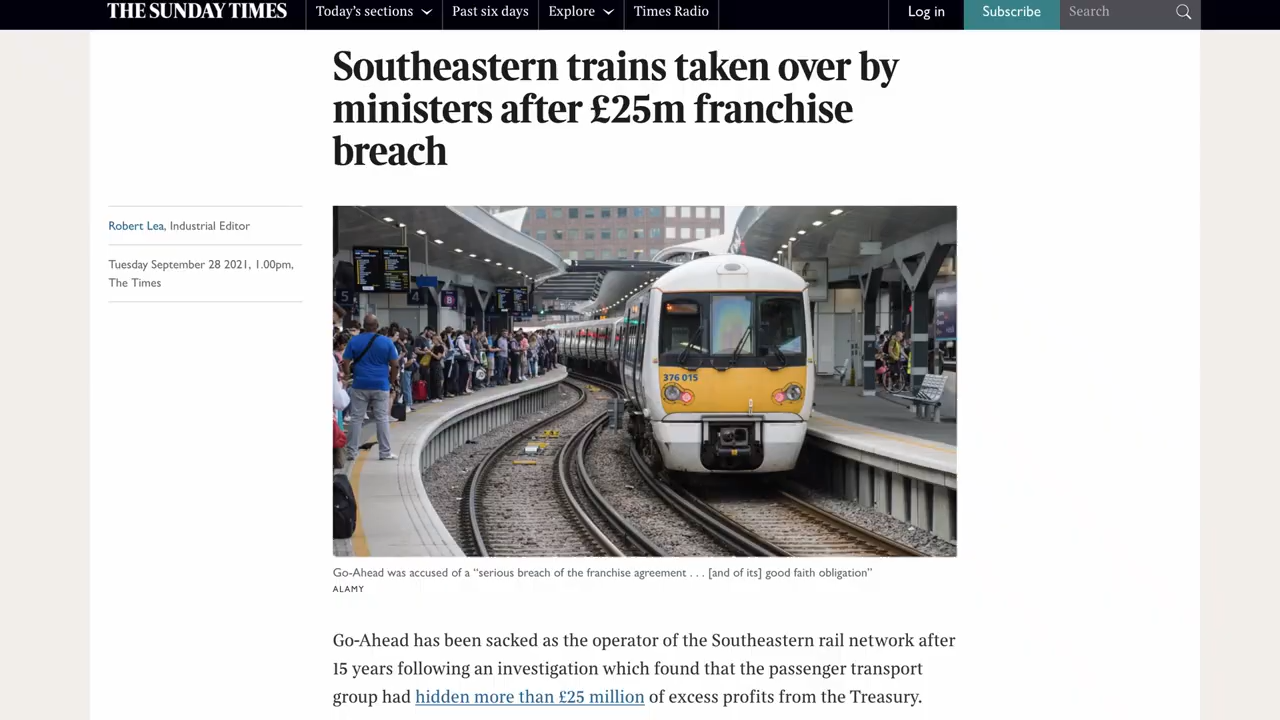 THE SUNDAY TIMES
Today's sections
Past six days
Explore
Times Radio
Log in
Subscribe
Search
Southeastern trains taken over by
ministers after £25m franchise
breach
Robert Lea, Industrial Editor
Tuesday September 28 2021, 1.00pm,
The Times
5
4
B
376 015
Go-Ahead was accused of a “serious breach of the franchise agreement . . . [and of its] good faith obligation”
ALAMY
Go-Ahead has been sacked as the operator of the Southeastern rail network after
15 years following an investigation which found that the passenger transport
group had hidden more than £25 million of excess profits from the Treasury.